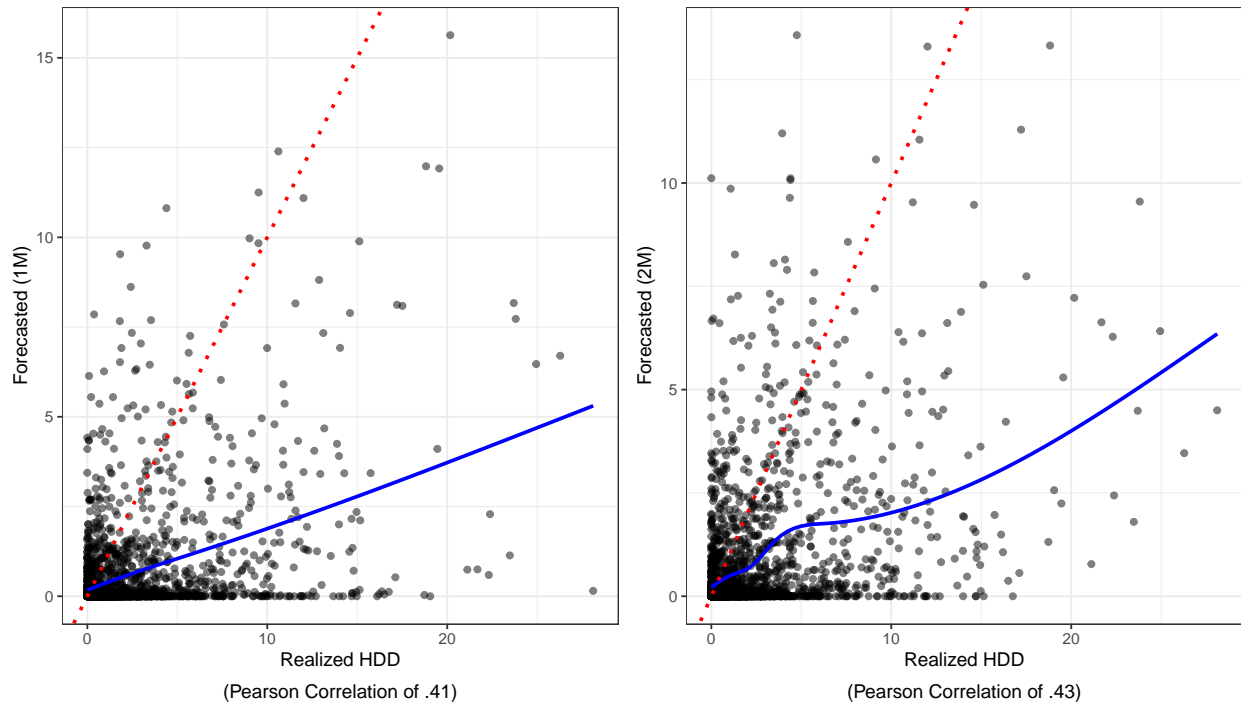 Forecasted (1M)
15
10
5
0
0
10
20
Realized HDD
(Pearson Correlation of .41)
Forecasted (2M)
10
5
0
0
10
20
Realized HDD
(Pearson Correlation of .43)